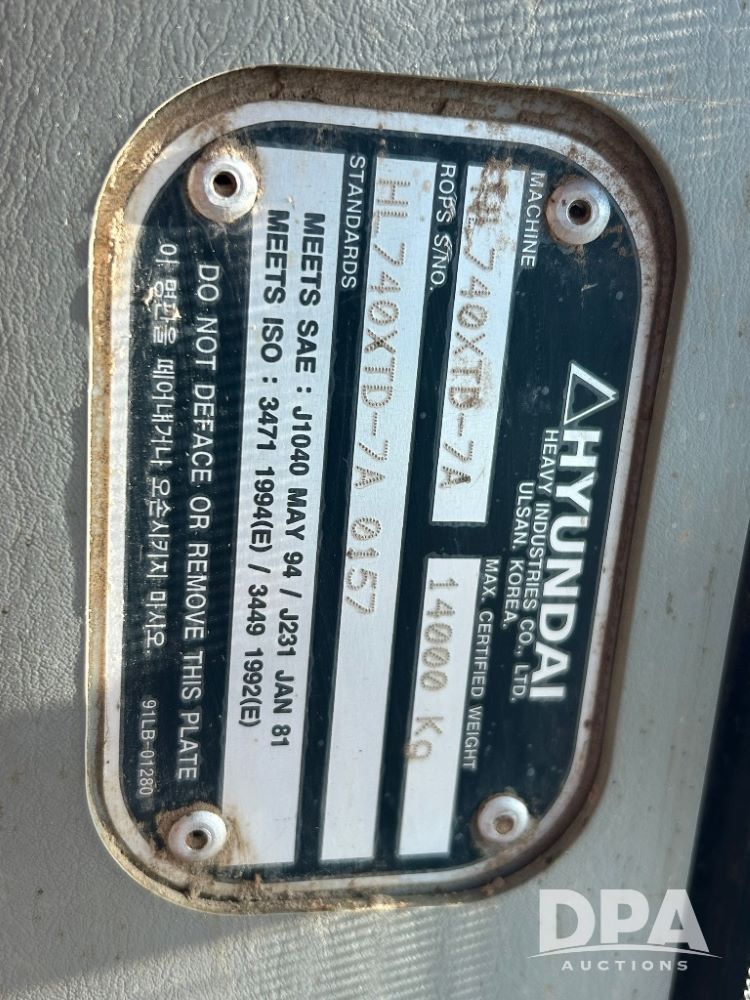 HYUNDAI
HEAVY INDUSTRIES CO., LTD.
ULSAN, KOREA.
MACHINE
HL740XTD-7A
MAX. CERTIFIED WEIGHT
14000 Kg
ROPS S/NO.
HL740XTD-7A 0157
STANDARDS
MEETS SAE : J1040 MAY 94 / J231 JAN 81
MEETS ISO : 3471 1994(E) / 3449 1992(E)
DO NOT DEFACE OR REMOVE THIS PLATE
이 명판을 떼어내거나 오손시키지 마시오.
91LB-01280
DPA
AUCTIONS